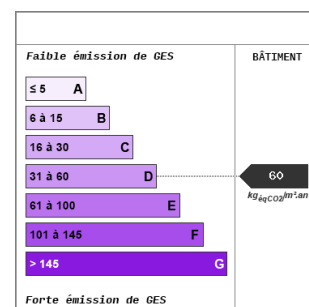 Faible émission de GES
BÂTIMENT
≤ 5 A
6 à 15 B
16 à 30 C
31 à 60 D
60
kgéqCO2/m².an
61 à 100 E
101 à 145 F
> 145 G
Forte émission de GES